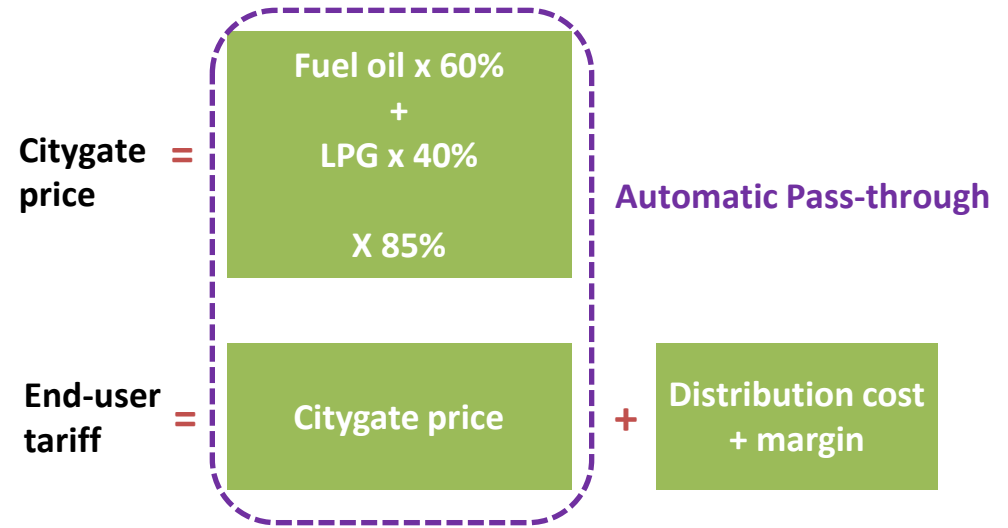 Citygate
price
=
Fuel oil x 60%
+
LPG x 40%
X 85%
Automatic Pass-through
End-user
tariff
=
Citygate price
+
Distribution cost
+ margin